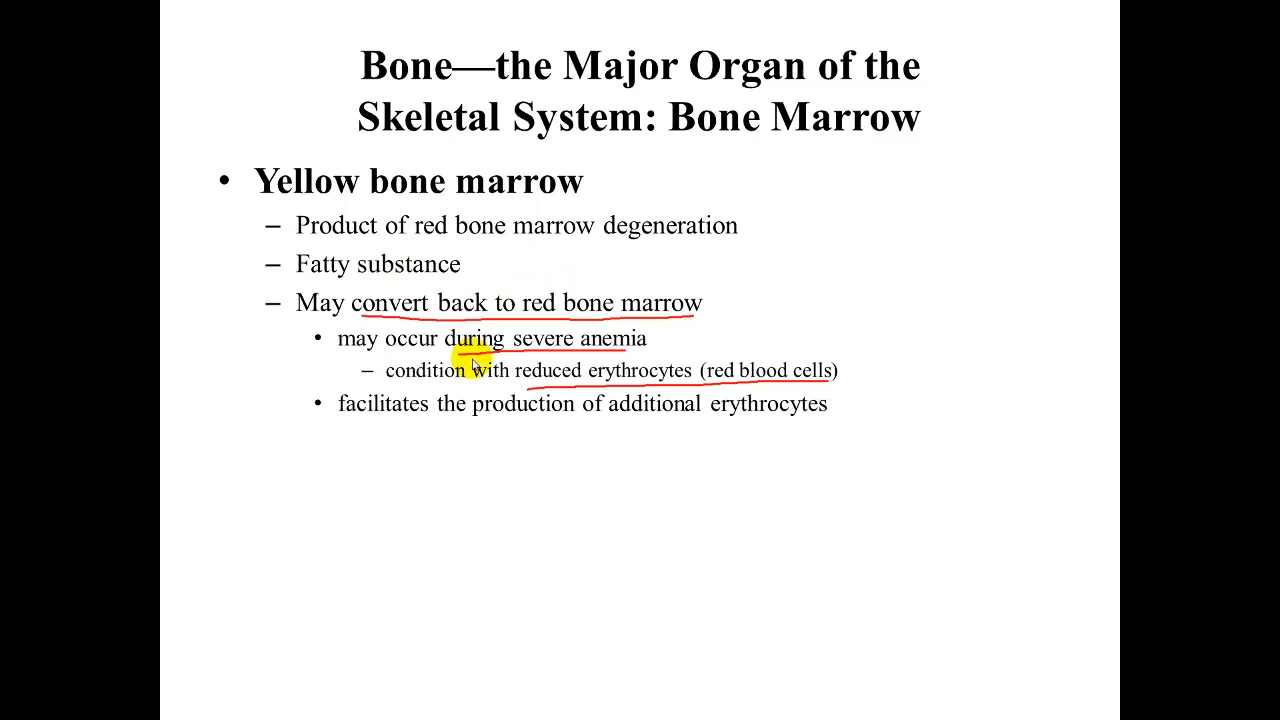 Bone—the Major Organ of the
Skeletal System: Bone Marrow
• Yellow bone marrow
– Product of red bone marrow degeneration
– Fatty substance
– May convert back to red bone marrow
• may occur during severe anemia
– condition with reduced erythrocytes (red blood cells)
• facilitates the production of additional erythrocytes